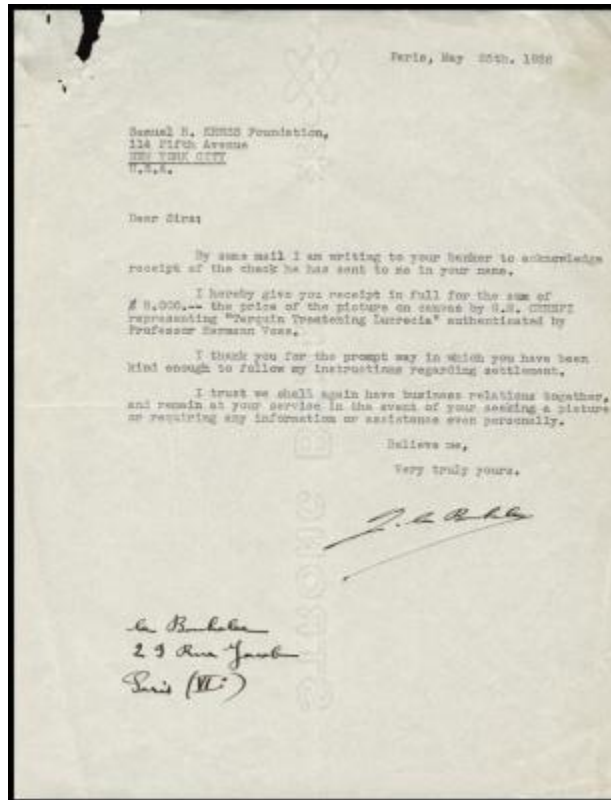 Paris, May 25th. 1936
Samuel H. KRESS Foundation,
114 Fifth Avenue
NEW YORK CITY
U.S.A.
Dear Sirs:
By same mail I am writing to your banker to acknowledge
receipt of the check he has sent to me in your name.
I hereby give you receipt in full for the sum of
the price of the picture on canvas by G.M. CRESPI
representing "Tarquin Treatening Lucrecia" authenticated by
Professor Hermann Voss.
I thank you for the prompt way in which you have been
kind enough to follow my instructions regarding settlement.
I trust we shall again have business relations together,
and remain at your service in the event of your seeking a picture
or requiring any information or assistance even personally.
Believe me,
Very truly yours.
29 Rue Jacob
Paris (VIe)
STRONG B